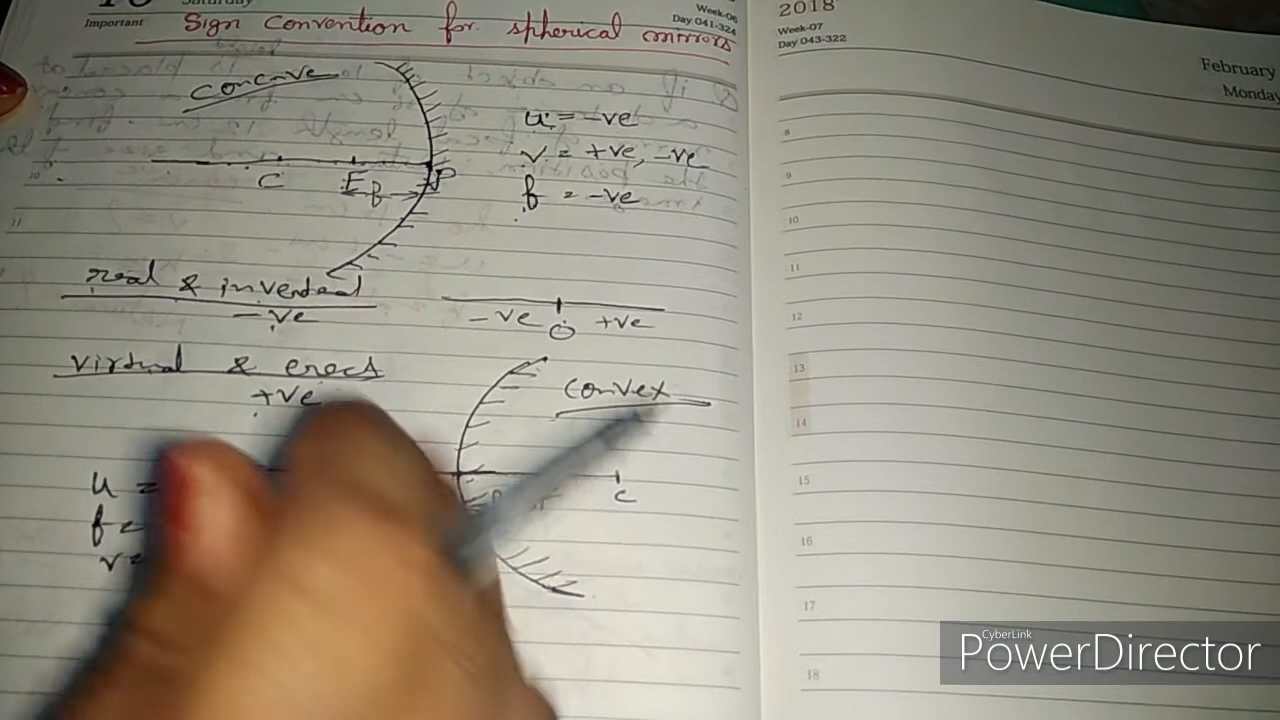 Saturday
Important
Week-06
Day 041-324
Sign Convention for spherical mirrors
concave
u = -ve
v = +ve, -ve
f = -ve
C
F
f
P
10
11
real & inverted
-ve
-ve O +ve
virtual & erect
+ve
convex
u =
f =
v =
C
2018
Week-07
Day 043-322
February
Monday
8
9
10
11
12
13
14
15
16
17
18
CyberLink
PowerDirector